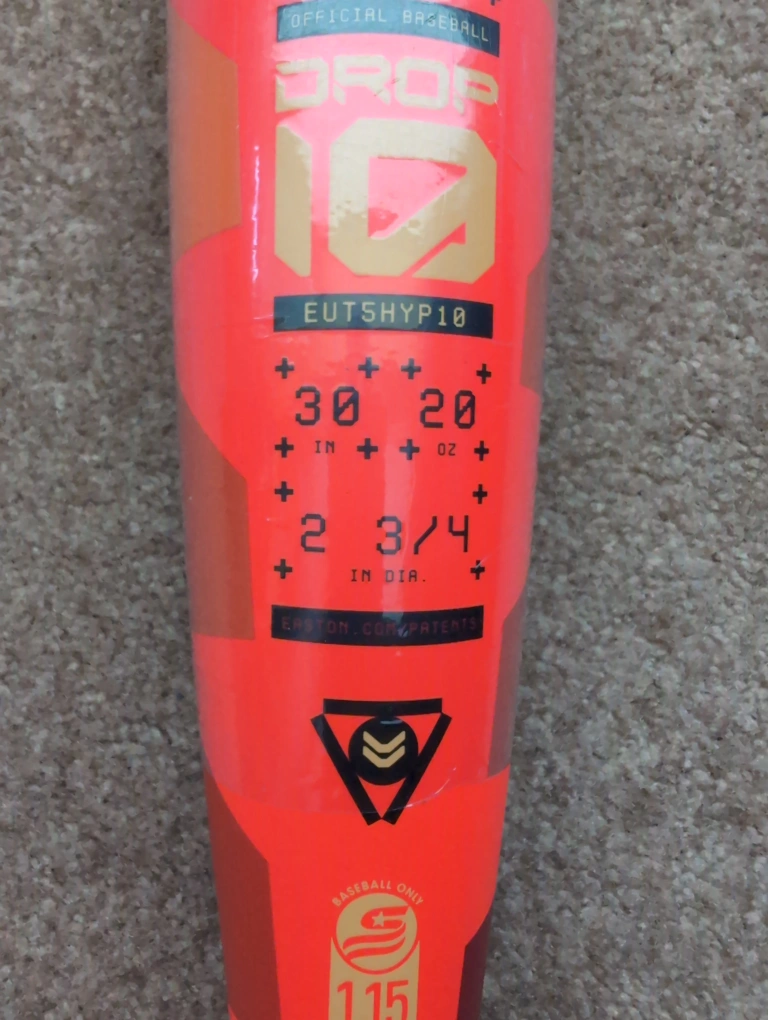 OFFICIAL BASEBALL
DROP
10
EUT5HYP10
30 20
IN OZ
2 3/4
IN DIA.
EASTON.COM/PATENTS
BASEBALL ONLY
1.15